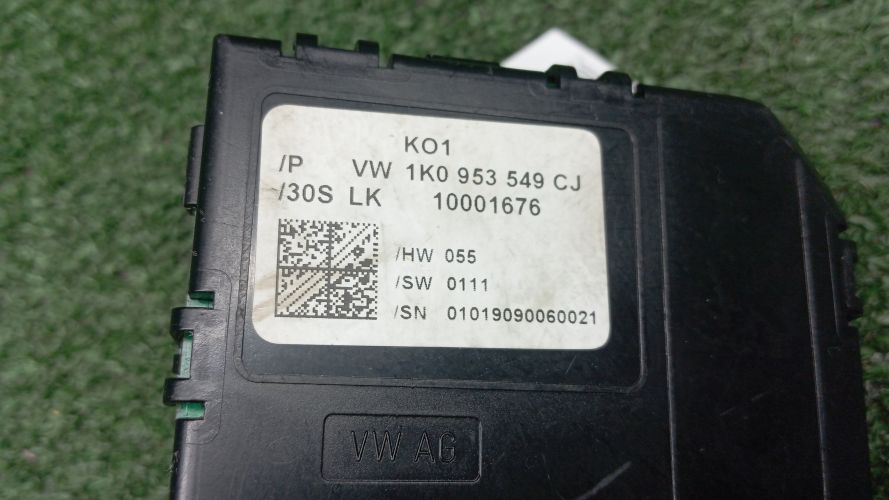 KO1
/P VW 1K0 953 549 CJ
/30S LK 10001676
/HW 055
/SW 0111
/SN 01019090060021
VW AG